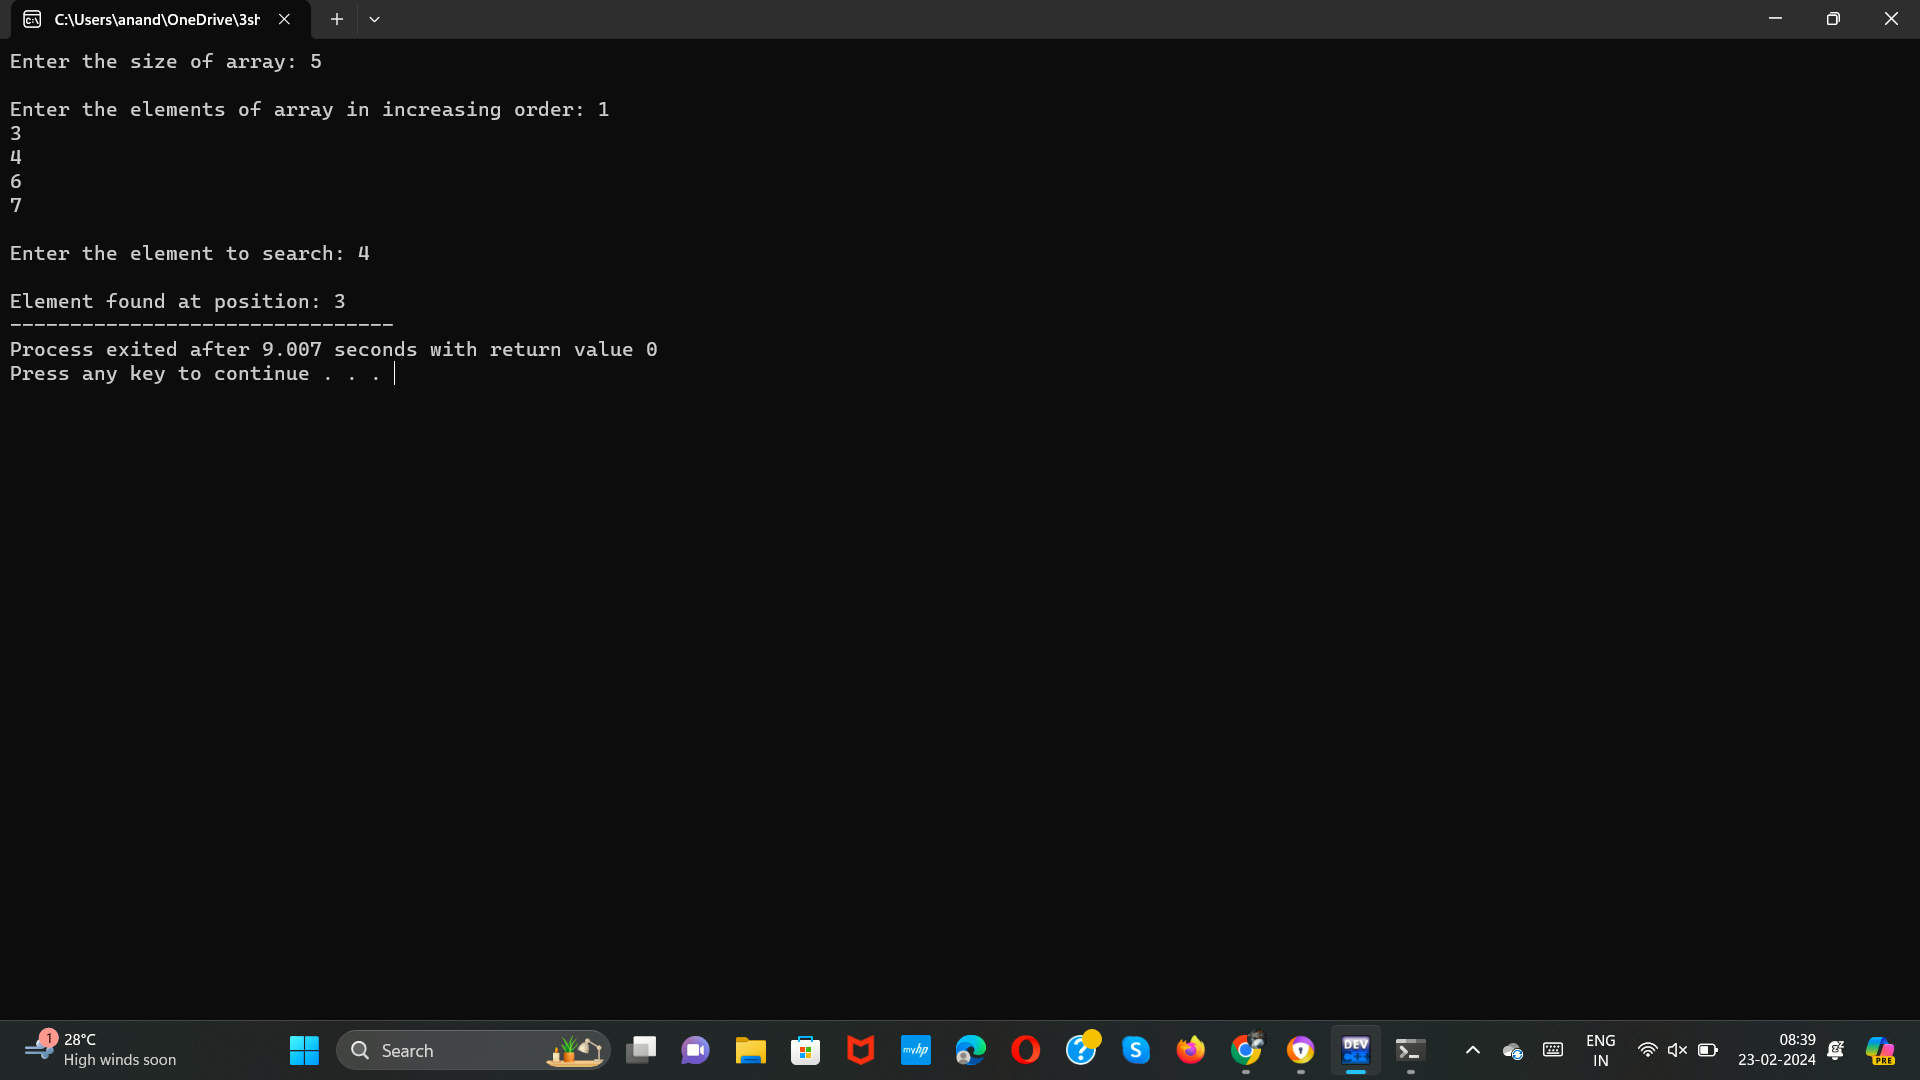 C:\Users\anand\OneDrive\3sh
Enter the size of array: 5
Enter the elements of array in increasing order: 1
3
4
6
7
Enter the element to search: 4
Element found at position: 3
--------------------------------
Process exited after 9.007 seconds with return value 0
Press any key to continue . . .
1
28°C
High winds soon
Search
myhp
S
DEV
C++
ENG
IN
08:39
23-02-2024
PRE